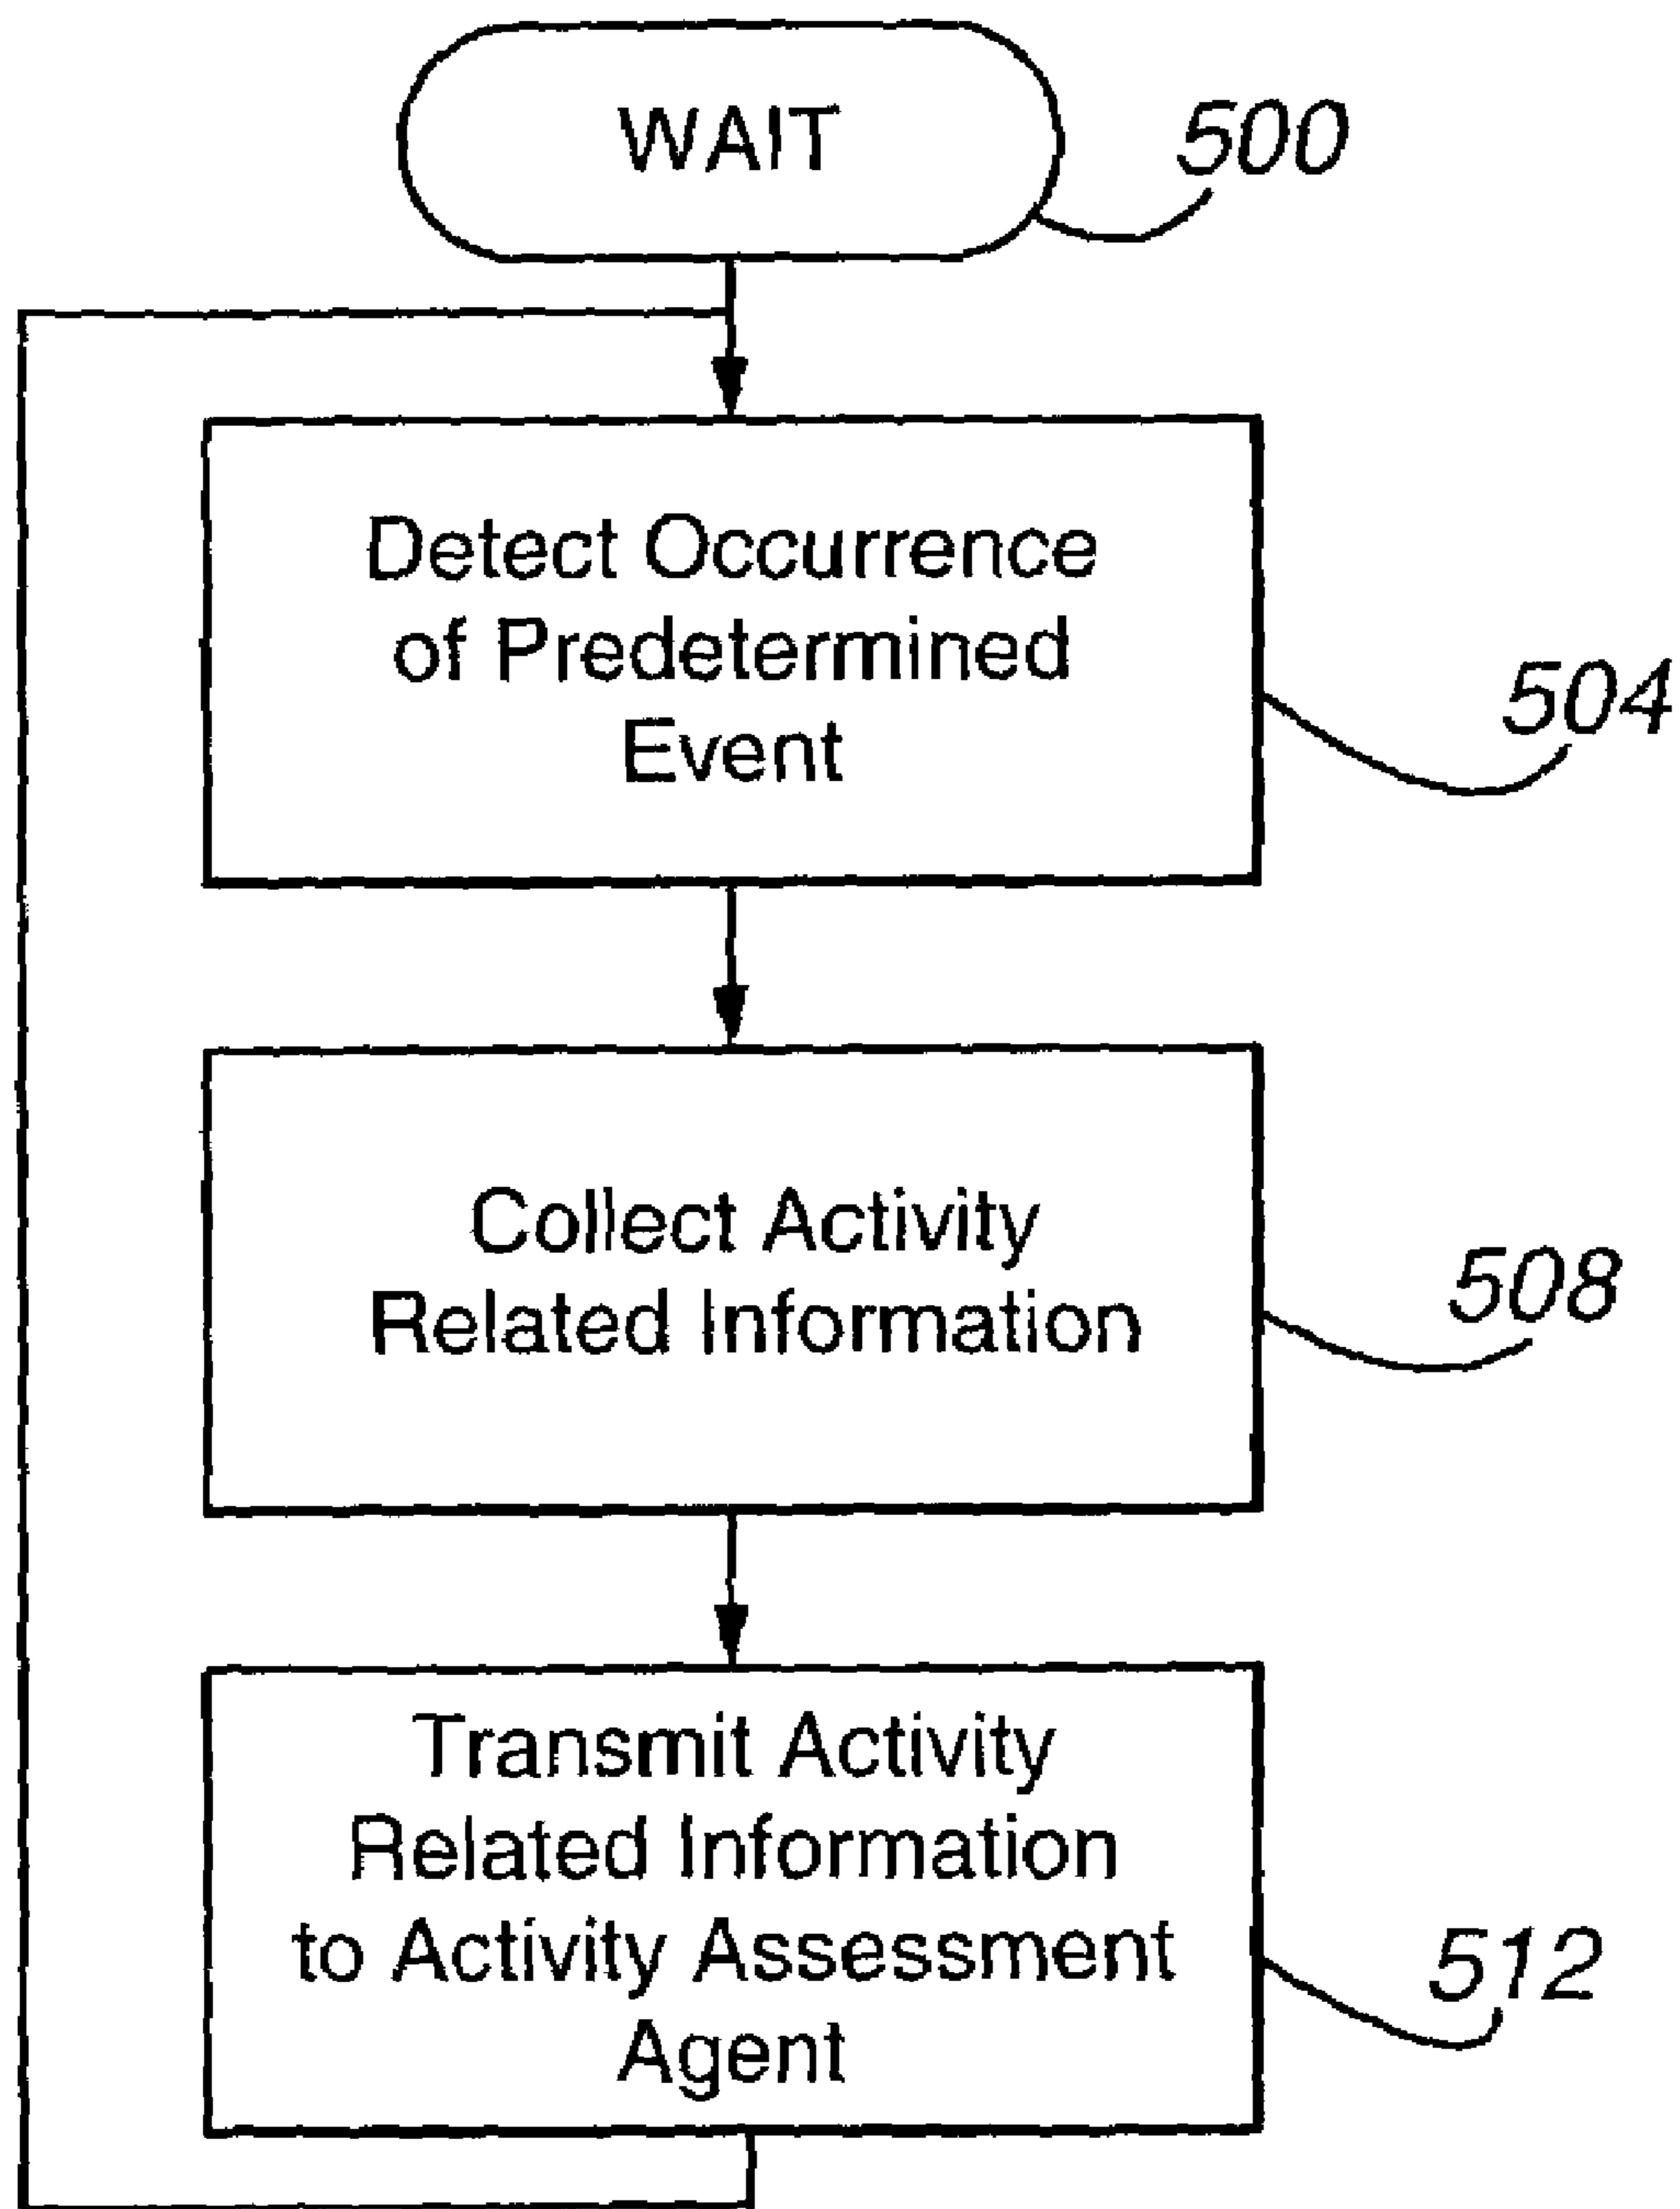 WAIT
500
Detect Occurrence
of Predetermined
Event
504
Collect Activity
Related Information
508
Transmit Activity
Related Information
to Activity Assessment
Agent
512